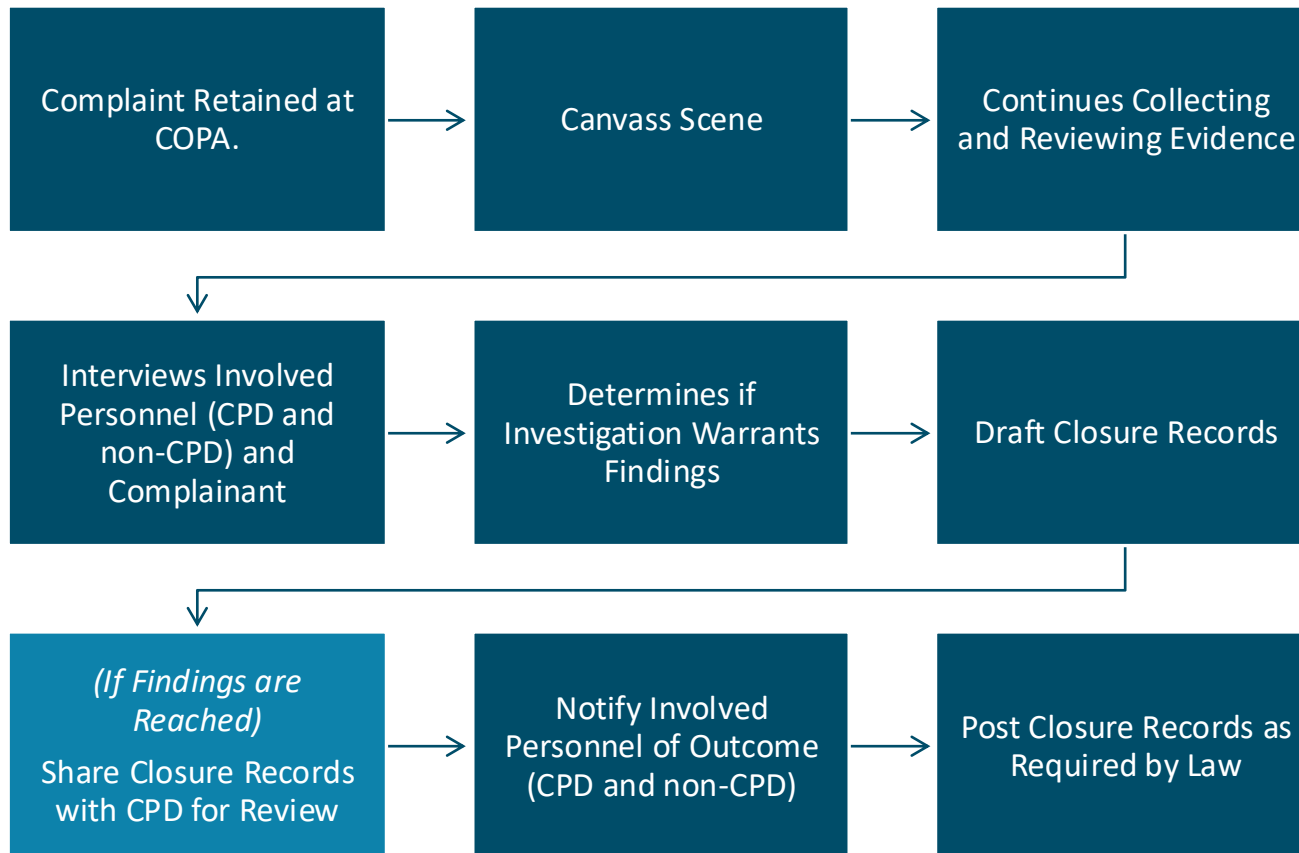 Complaint Retained at
COPA.
Canvass Scene
Continues Collecting
and Reviewing Evidence
Interviews Involved
Personnel (CPD and
non-CPD) and
Complainant
Determines if
Investigation Warrants
Findings
Draft Closure Records
(If Findings are
Reached)
Share Closure Records
with CPD for Review
Notify Involved
Personnel of Outcome
(CPD and non-CPD)
Post Closure Records as
Required by Law